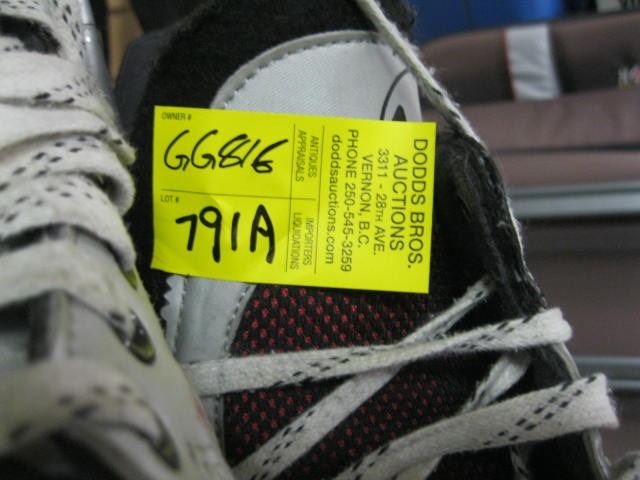 OWNER #
GG816
LOT #
791A
ANTIQUES
APPRAISALS
IMPORTERS
LIQUIDATIONS
DODDS BROS.
AUCTIONS
3311 - 28TH AVE.
VERNON, B.C.
PHONE 250-545-3259
doddsauctions.com